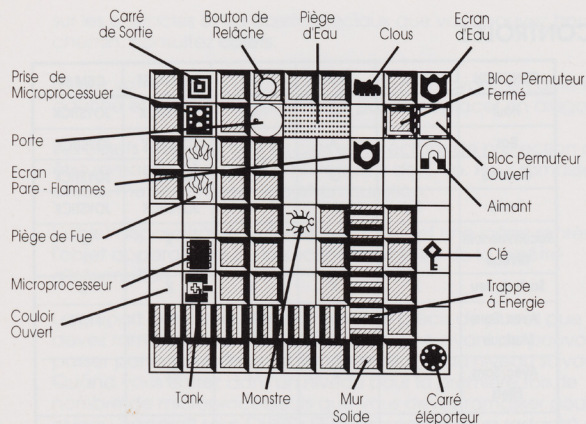 CONTRO
Carré
de Sortie
Bouton de
Relâche
Piège
d'Eau
Clous
Ecran
d'Eau
Prise de
Microprocessuer
Porte
Ecran
Pare - Flammes
Piège de Fue
Microprocesseur
Couloir
Ouvert
Bloc Permuteur
Fermé
Bloc Permuteur
Ouvert
Aimant
Clé
Trappe
à Energie
Tank
Monstre
Mur
Solide
Carré
éléporteur